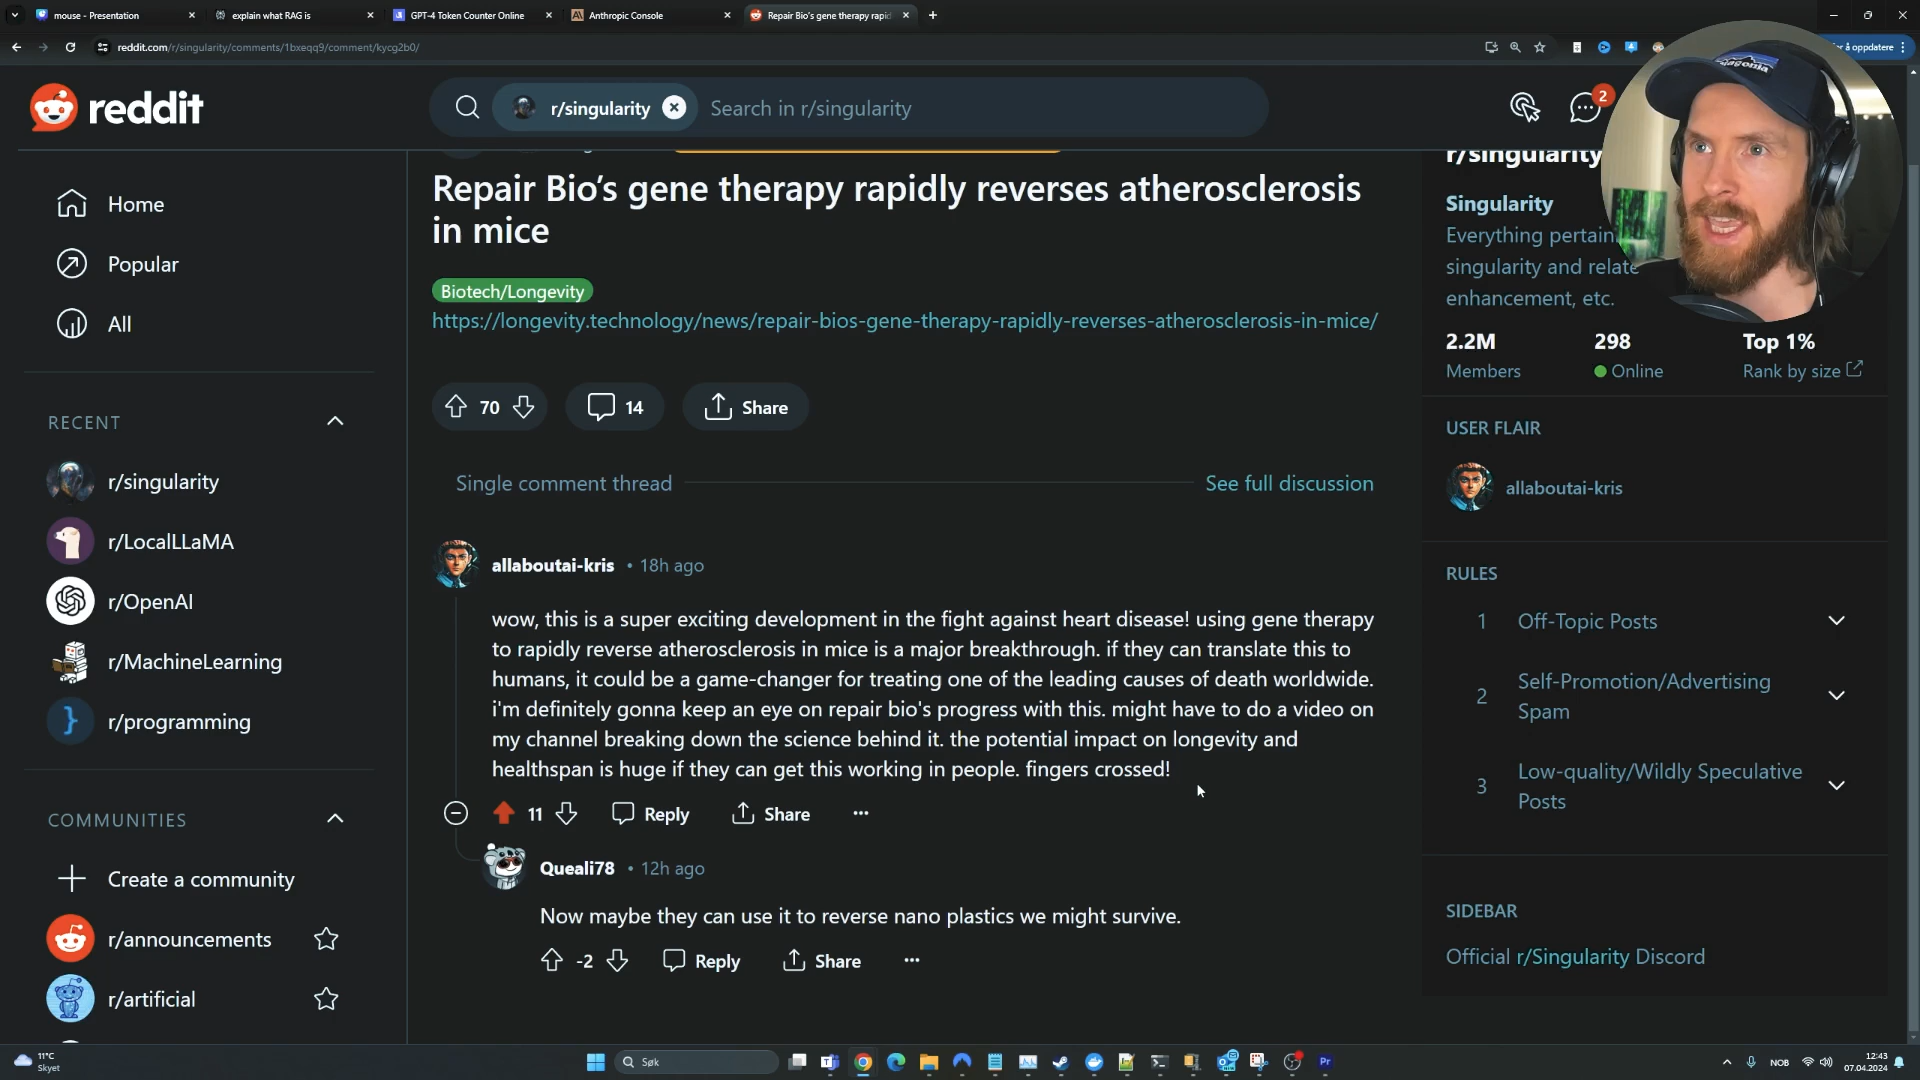 mouse - Presentation
explain what RAG is
GPT-4 Token Counter Online
Anthropic Console
Repair Bio's gene therapy rapid
reddit.com/r/singularity/comments/1bxeqq9/comment/kycg2b0/
r å oppdatere
reddit
r/singularity
Search in r/singularity
2
Home
Popular
All
RECENT
r/singularity
r/LocalLLaMA
r/OpenAI
r/MachineLearning
r/programming
COMMUNITIES
Create a community
r/announcements
r/artificial
Repair Bio's gene therapy rapidly reverses atherosclerosis
in mice
Biotech/Longevity
https://longevity.technology/news/repair-bios-gene-therapy-rapidly-reverses-atherosclerosis-in-mice/
70
14
Share
Single comment thread
See full discussion
allaboutai-kris • 18h ago
wow, this is a super exciting development in the fight against heart disease! using gene therapy
to rapidly reverse atherosclerosis in mice is a major breakthrough. if they can translate this to
humans, it could be a game-changer for treating one of the leading causes of death worldwide.
i'm definitely gonna keep an eye on repair bio's progress with this. might have to do a video on
my channel breaking down the science behind it. the potential impact on longevity and
healthspan is huge if they can get this working in people. fingers crossed!
11
Reply
Share
Queali78 • 12h ago
Now maybe they can use it to reverse nano plastics we might survive.
-2
Reply
Share
r/singularity
Singularity
Everything pertain
singularity and relate
enhancement, etc.
2.2M
Members
298
Online
Top 1%
Rank by size
USER FLAIR
allaboutai-kris
RULES
1 Off-Topic Posts
2 Self-Promotion/Advertising
Spam
3 Low-quality/Wildly Speculative
Posts
SIDEBAR
Official r/Singularity Discord
patagonia
11°C
Skyet
Søk
Pr
NOB
12:43
07.04.2024